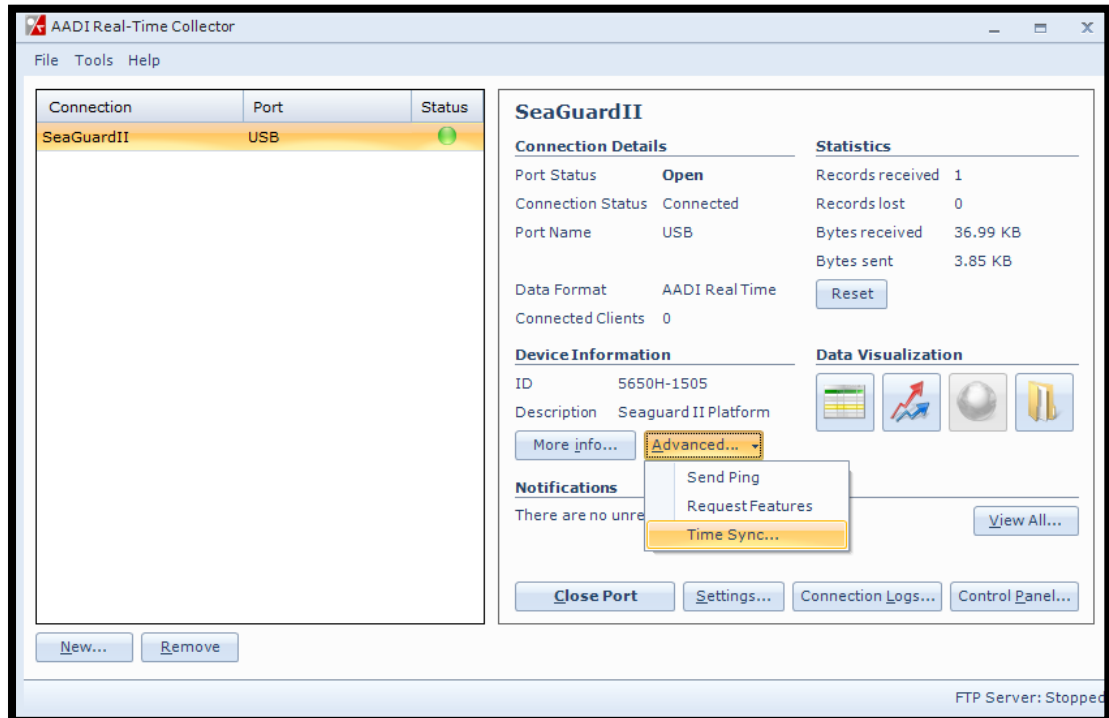 AADI Real-Time Collector
File Tools Help
Connection Port Status
SeaGuardII USB
SeaGuardII
Connection Details
Port Status Open
Connection Status Connected
Port Name USB
Data Format AADI Real Time
Connected Clients 0
Statistics
Records received 1
Records lost 0
Bytes received 36.99 KB
Bytes sent 3.85 KB
Reset
Device Information
ID 5650H-1505
Description Seaguard II Platform
More info... Advanced...
Data Visualization
Send Ping
Request Features
Time Sync...
Notifications
There are no unre
View All...
Close Port Settings... Connection Logs... Control Panel...
New... Remove
FTP Server: Stopped